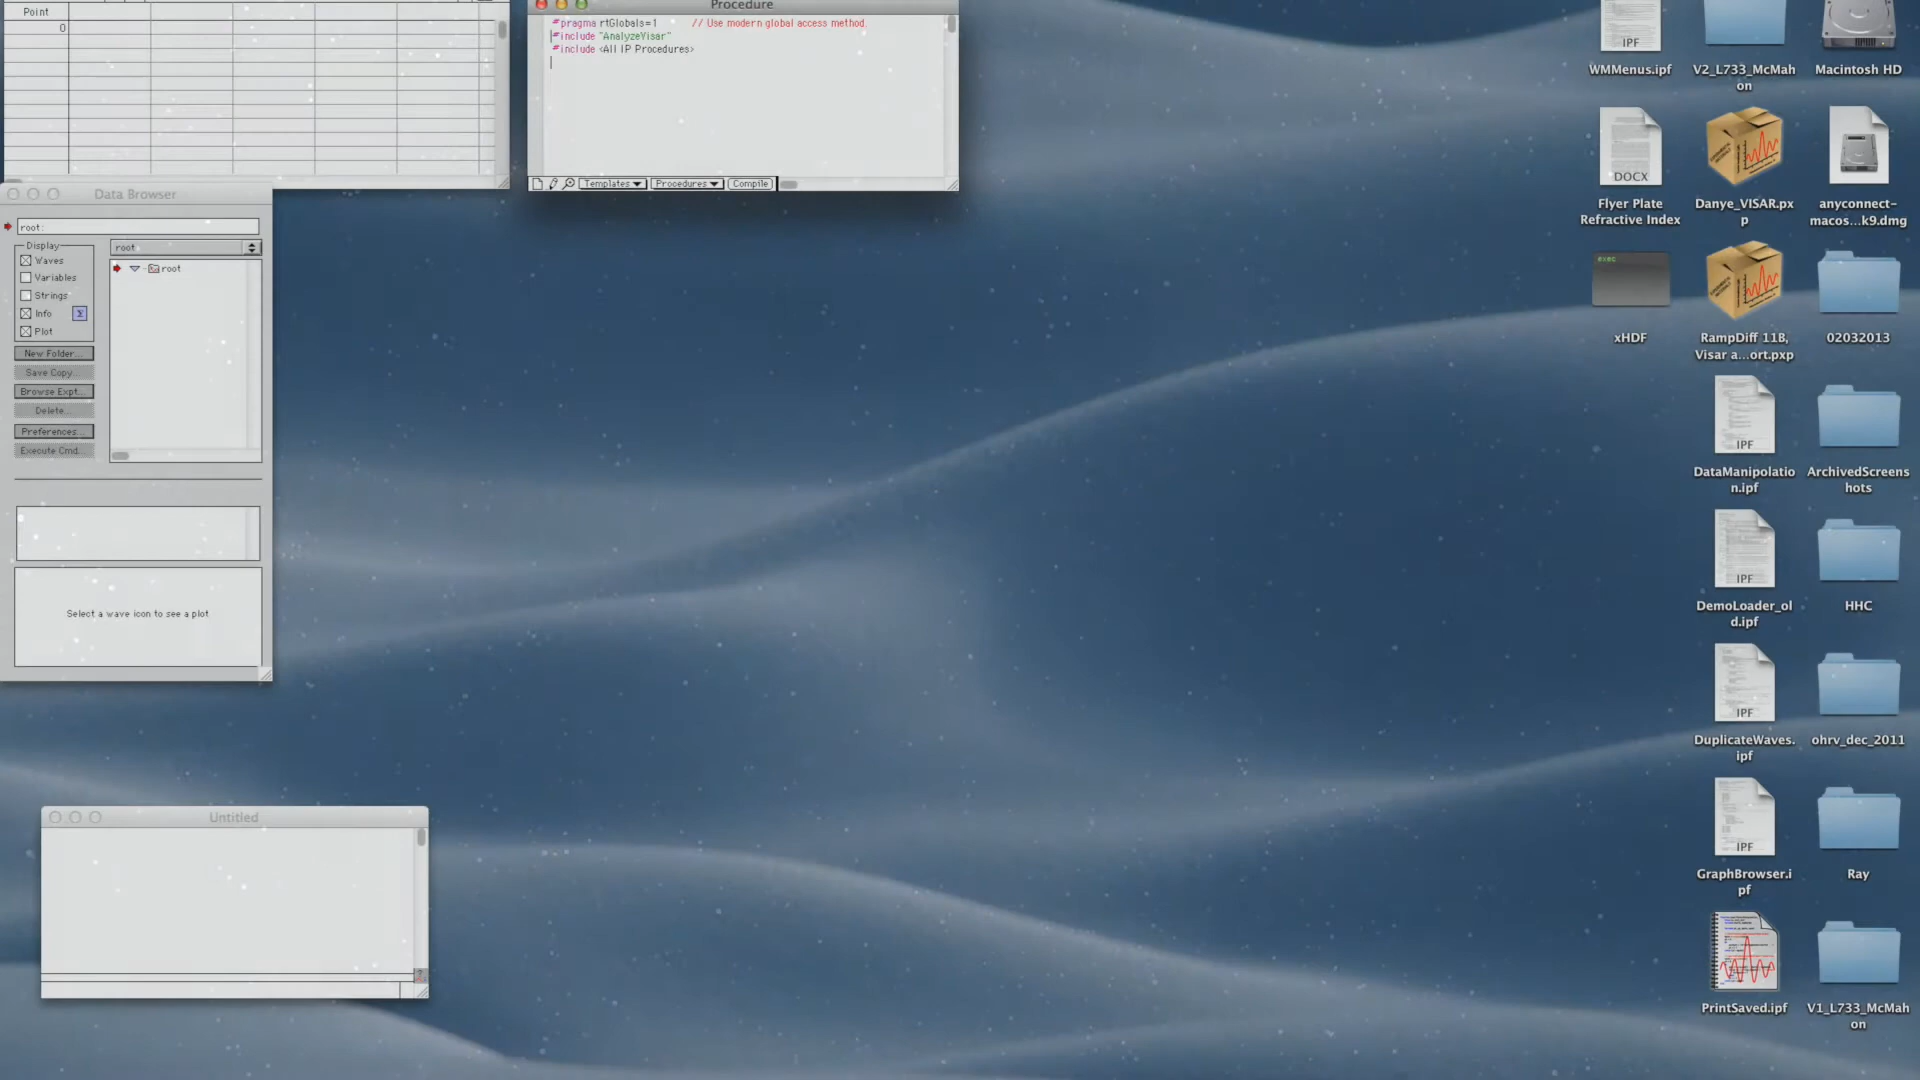 Point
0
Procedure
#pragma rtGlobals=1 // Use modern global access method.
#include "AnalyzeVisar"
#include <All IP Procedures>
Templates
Procedures
Compile
Data Browser
root:
Display
root
Waves
root
Variables
Strings
Info
Σ
Plot
New Folder...
Save Copy...
Browse Expt...
Delete...
Preferences...
Execute Cmd...
Select a wave icon to see a plot
Untitled
?
IPF
WMMenus.ipf
V2_L733_McMah
on
Macintosh HD
DOCX
Flyer Plate
Refractive Index
Danye_VISAR.px
p
anyconnect-
macos...k9.dmg
exec
xHDF
RampDiff 11B,
Visar a...ort.pxp
02032013
IPF
DataManipolatio
n.ipf
ArchivedScreens
hots
IPF
DemoLoader_ol
d.ipf
HHC
IPF
DuplicateWaves.
ipf
ohrv_dec_2011
IPF
GraphBrowser.i
pf
Ray
PrintSaved.ipf
V1_L733_McMah
on